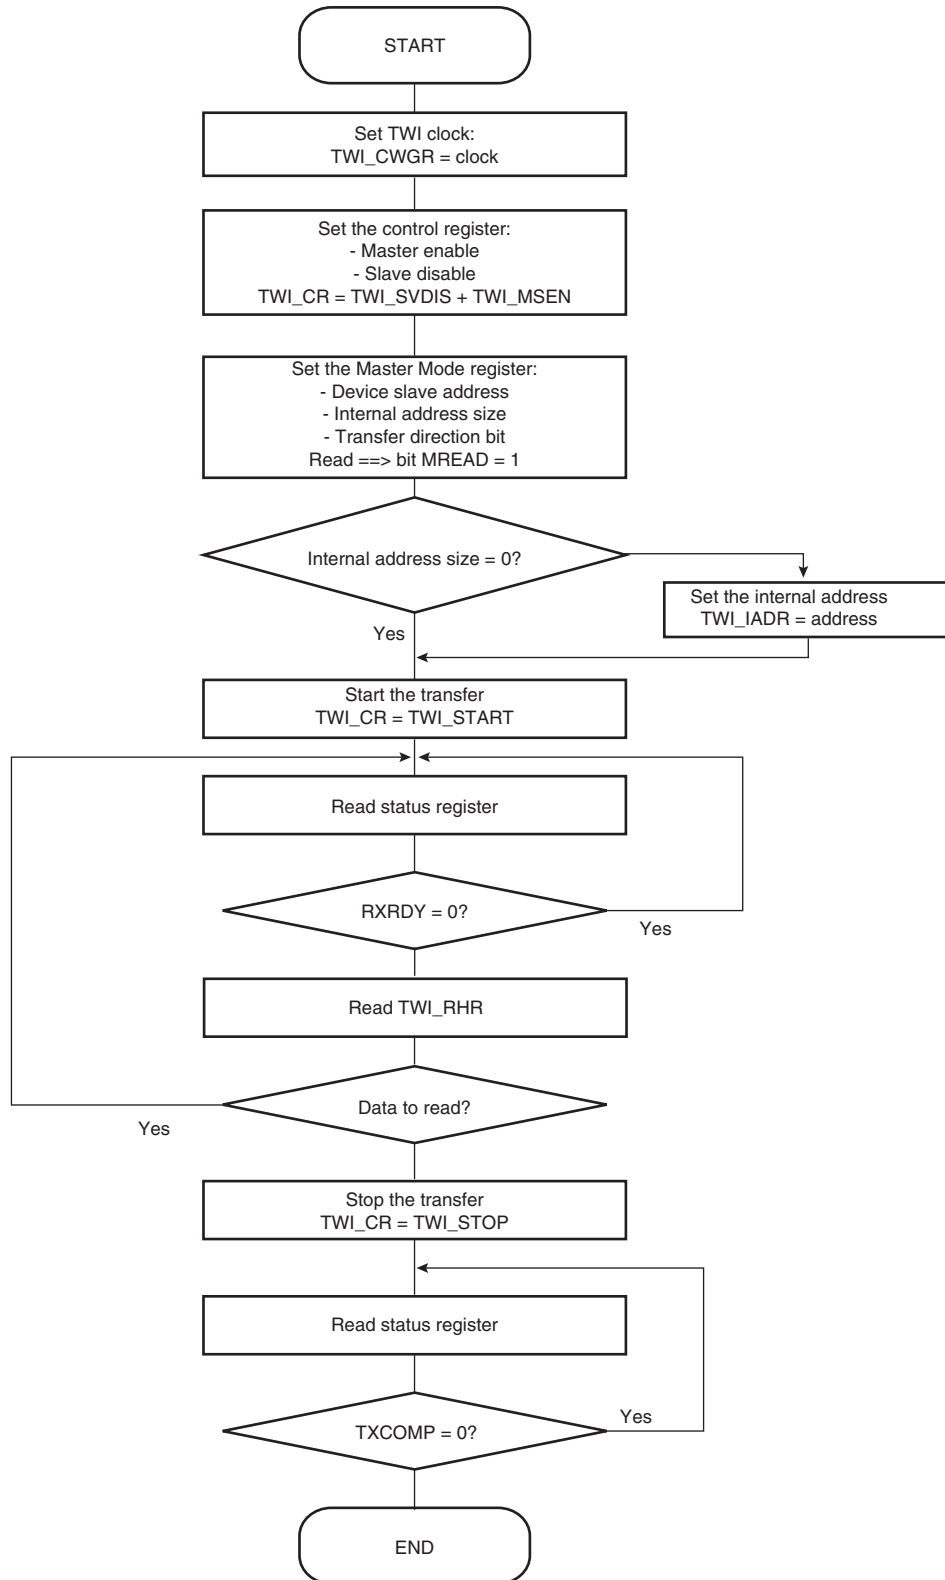 START
Set TWI clock:
TWI_CWGR = clock
Set the control register:
- Master enable
- Slave disable
TWI_CR = TWI_SVDIS + TWI_MSEN
Set the Master Mode register:
- Device slave address
- Internal address size
- Transfer direction bit
Read ==> bit MREAD = 1
Internal address size = 0?
Set the internal address
TWI_IADR = address
Yes
Start the transfer
TWI_CR = TWI_START
Read status register
RXRDY = 0?
Yes
Read TWI_RHR
Data to read?
Yes
Stop the transfer
TWI_CR = TWI_STOP
Read status register
TXCOMP = 0?
Yes
END